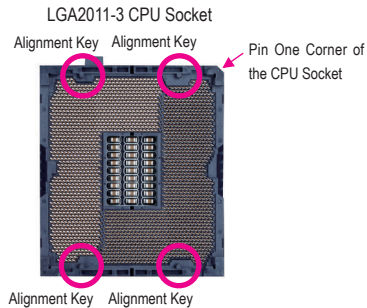 LGA2011-3 CPU Socket
Alignment Key Alignment Key
Pin One Corner of
the CPU Socket
Alignment Key Alignment Key